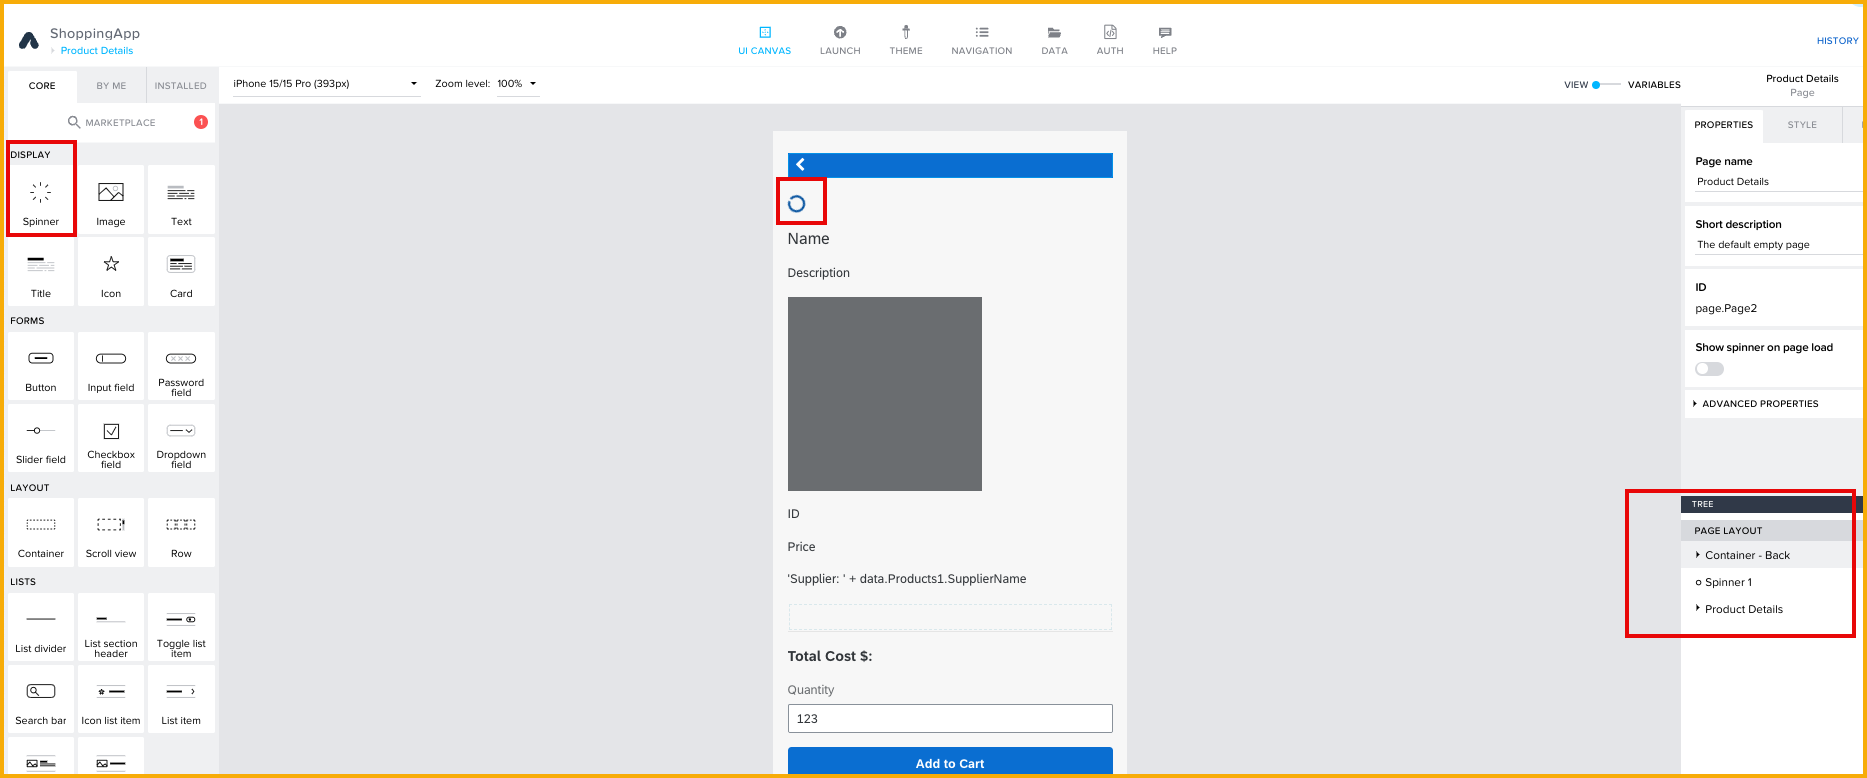 ShoppingApp
Product Details
UI CANVAS
LAUNCH
THEME
NAVIGATION
DATA
AUTH
HELP
HISTORY
CORE
BY ME
INSTALLED
iPhone 15/15 Pro (393px)
Zoom level: 100%
VIEW
VARIABLES
Product Details
Page
MARKETPLACE
1
PROPERTIES
STYLE
DISPLAY
Spinner
Image
Text
Title
Icon
Card
FORMS
Button
Input field
Password
field
Slider field
Checkbox
field
Dropdown
field
LAYOUT
Container
Scroll view
Row
LISTS
List divider
List section
header
Toggle list
item
Search bar
Icon list item
List item
Name
Description
ID
Price
'Supplier: ' + data.Products1.SupplierName
Total Cost $:
Quantity
123
Add to Cart
Page name
Product Details
Short description
The default empty page
ID
page.Page2
Show spinner on page load
ADVANCED PROPERTIES
TREE
PAGE LAYOUT
Container - Back
Spinner 1
Product Details